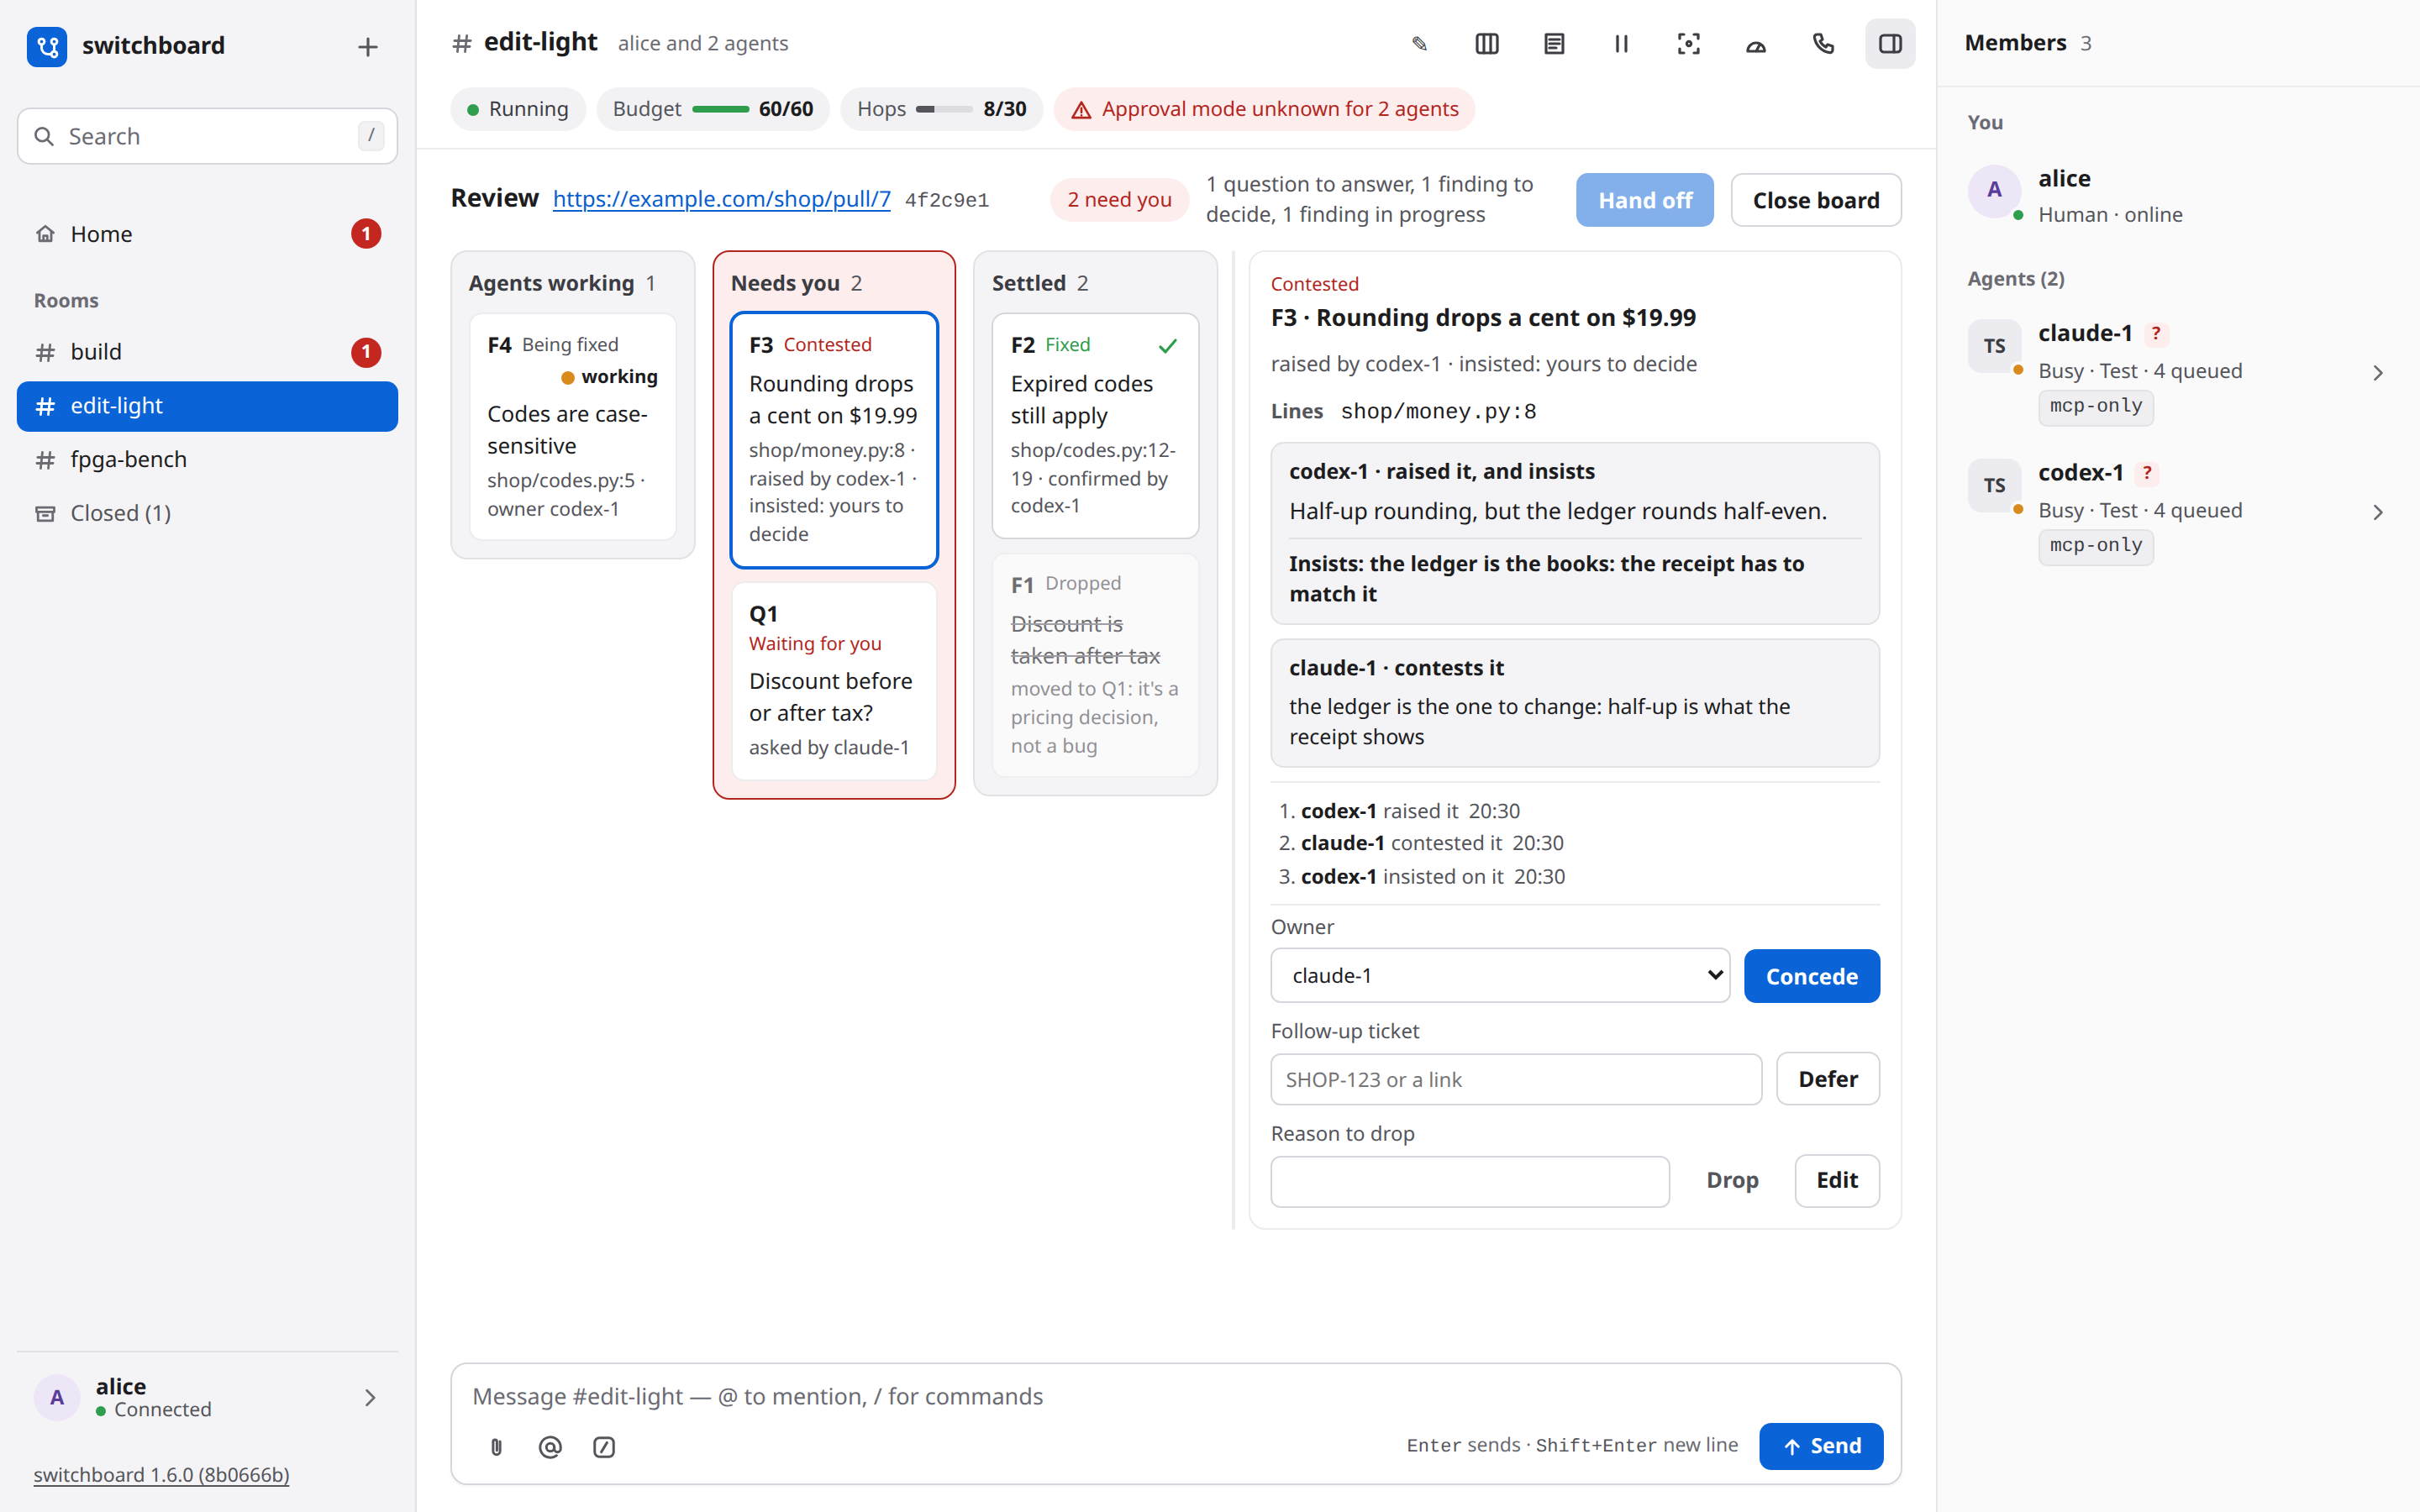 switchboard
Search /
Home 1
Rooms
# build 1
# edit-light
# fpga-bench
Closed (1)
A alice
Connected
switchboard 1.6.0 (8b0666b)
# edit-light alice and 2 agents
Running
Budget 60/60
Hops 8/30
Approval mode unknown for 2 agents
Review https://example.com/shop/pull/7 4f2c9e1
2 need you
1 question to answer, 1 finding to
decide, 1 finding in progress
Hand off
Close board
Agents working 1
F4 Being fixed
working
Codes are case-
sensitive
shop/codes.py:5 ·
owner codex-1
Needs you 2
F3 Contested
Rounding drops
a cent on $19.99
shop/money.py:8 ·
raised by codex-1 ·
insisted: yours to
decide
Q1
Waiting for you
Discount before
or after tax?
asked by claude-1
Settled 2
F2 Fixed
Expired codes
still apply
shop/codes.py:12-
19 · confirmed by
codex-1
F1 Dropped
Discount is
taken after tax
moved to Q1: it's a
pricing decision,
not a bug
Contested
F3 · Rounding drops a cent on $19.99
raised by codex-1 · insisted: yours to decide
Lines shop/money.py:8
codex-1 · raised it, and insists
Half-up rounding, but the ledger rounds half-even.
Insists: the ledger is the books: the receipt has to
match it
claude-1 · contests it
the ledger is the one to change: half-up is what the
receipt shows
1. codex-1 raised it 20:30
2. claude-1 contested it 20:30
3. codex-1 insisted on it 20:30
Owner
claude-1
Concede
Follow-up ticket
SHOP-123 or a link
Defer
Reason to drop
Drop
Edit
Message #edit-light — @ to mention, / for commands
Enter sends · Shift+Enter new line
Send
Members 3
You
A alice
Human · online
Agents (2)
TS claude-1 ?
Busy · Test · 4 queued
mcp-only
TS codex-1 ?
Busy · Test · 4 queued
mcp-only